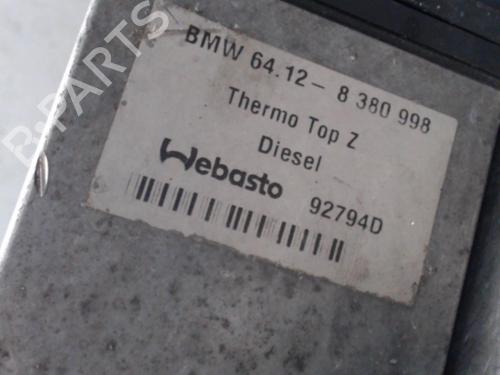 BMW 64.12- 8 380 998
Thermo Top Z
Diesel
Webasto 92794D
B-PARTS